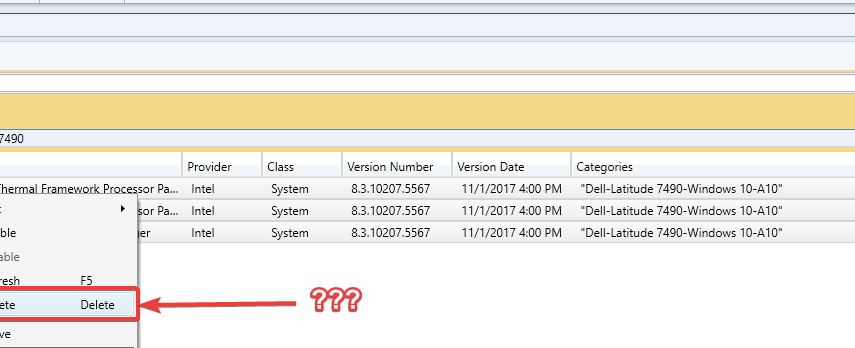 7490
Provider Class Version Number Version Date Categories
Thermal Framework Processor Pa... Intel System 8.3.10207.5567 11/1/2017 4:00 PM "Dell-Latitude 7490-Windows 10-A10"
rocessor Pa... Intel System 8.3.10207.5567 11/1/2017 4:00 PM "Dell-Latitude 7490-Windows 10-A10"
ble ger Intel System 8.3.10207.5567 11/1/2017 4:00 PM "Dell-Latitude 7490-Windows 10-A10"
able
resh F5
ete Delete ???
ve